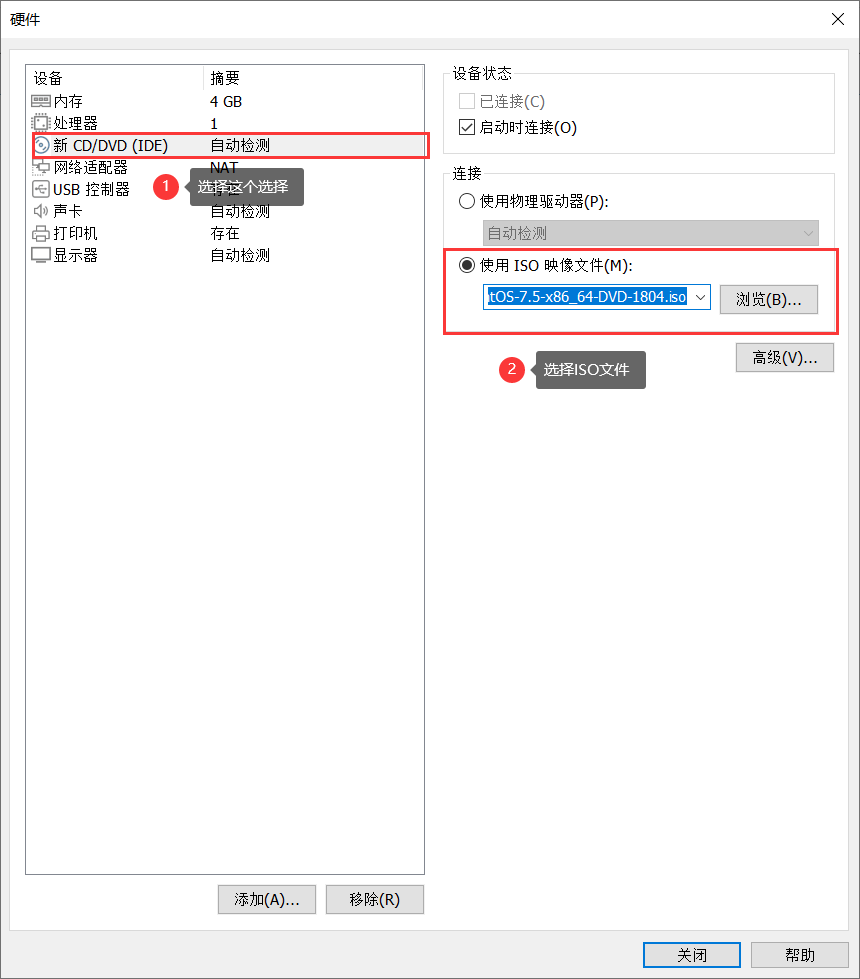 硬件
设备 摘要
内存 4 GB
处理器 1
新 CD/DVD (IDE) 自动检测
网络适配器 NAT
USB 控制器
声卡 自动检测
打印机 存在
显示器 自动检测
1 选择这个选择
添加(A)... 移除(R)
设备状态
已连接(C)
启动时连接(O)
连接
使用物理驱动器(P):
自动检测
使用 ISO 映像文件(M):
tOS-7.5-x86_64-DVD-1804.iso 浏览(B)...
2 选择ISO文件
高级(V)...
关闭 帮助